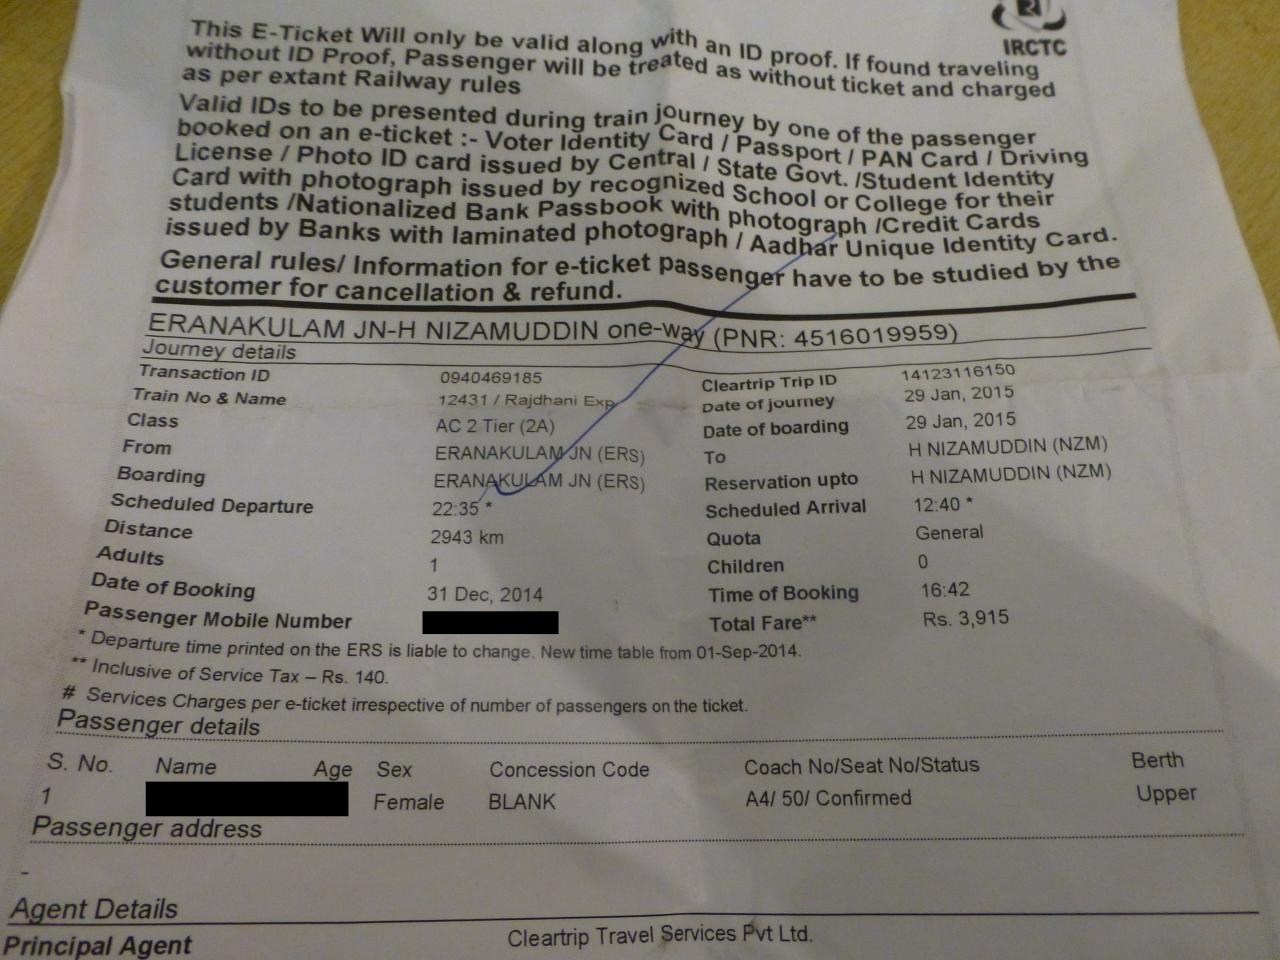 IRCTC
This E-Ticket Will only be valid along with an ID proof. If found traveling
without ID Proof, Passenger will be treated as without ticket and charged
as per extant Railway rules
Valid IDs to be presented during train journey by one of the passenger
booked on an e-ticket :- Voter Identity Card / Passport / PAN Card / Driving
License / Photo ID card issued by Central / State Govt. /Student Identity
Card with photograph issued by recognized School or College for their
students /Nationalized Bank Passbook with photograph /Credit Cards
issued by Banks with laminated photograph / Aadhar Unique Identity Card.
General rules/ Information for e-ticket passenger have to be studied by the
customer for cancellation & refund.
ERANAKULAM JN-H NIZAMUDDIN one-way (PNR: 4516019959)
Journey details
Transaction ID 0940469185 Cleartrip Trip ID 14123116150
Train No & Name 12431 / Rajdhani Exp Date of journey 29 Jan, 2015
Class AC 2 Tier (2A) Date of boarding 29 Jan, 2015
From ERANAKULAM JN (ERS) To H NIZAMUDDIN (NZM)
Boarding ERANAKULAM JN (ERS) Reservation upto H NIZAMUDDIN (NZM)
Scheduled Departure 22:35 * Scheduled Arrival 12:40 *
Distance 2943 km Quota General
Adults 1 Children 0
Date of Booking 31 Dec, 2014 Time of Booking 16:42
Passenger Mobile Number Total Fare** Rs. 3,915
* Departure time printed on the ERS is liable to change. New time table from 01-Sep-2014.
** Inclusive of Service Tax – Rs. 140.
# Services Charges per e-ticket irrespective of number of passengers on the ticket.
Passenger details
S. No. Name Age Sex Concession Code Coach No/Seat No/Status Berth
1 Female BLANK A4/ 50/ Confirmed Upper
Passenger address
-
Agent Details
Principal Agent Cleartrip Travel Services Pvt Ltd.